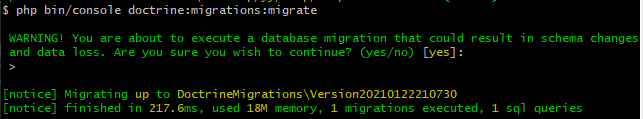 $ php bin/console doctrine:migrations:migrate
WARNING! You are about to execute a database migration that could result in schema changes
and data loss. Are you sure you wish to continue? (yes/no) [yes]:
>
[notice] Migrating up to DoctrineMigrations\Version20210122210730
[notice] finished in 217.6ms, used 18M memory, 1 migrations executed, 1 sql queries